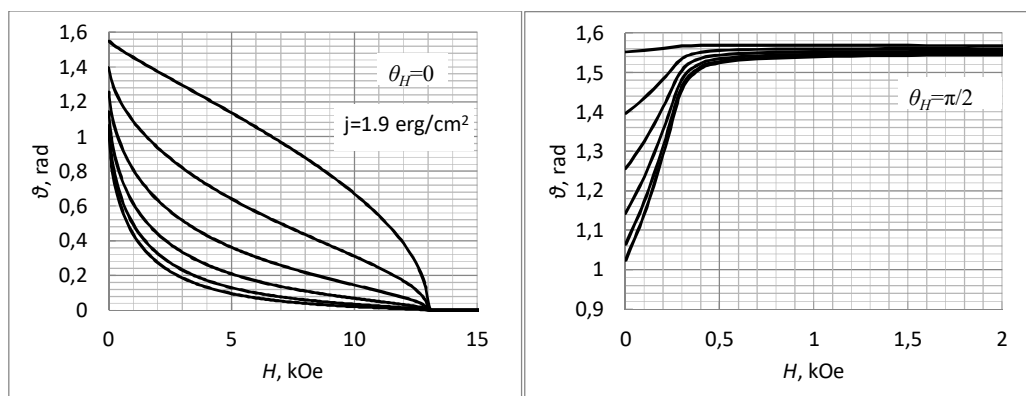 1,6
1,4
1,2
1
0,8
0,6
0,4
0,2
0
ϑ, rad
θH=0
j=1.9 erg/cm²
0 5 10 15
H, kOe
1,6
1,5
1,4
1,3
1,2
1,1
1
0,9
ϑ, rad
θH=π/2
0 0,5 1 1,5 2
H, kOe